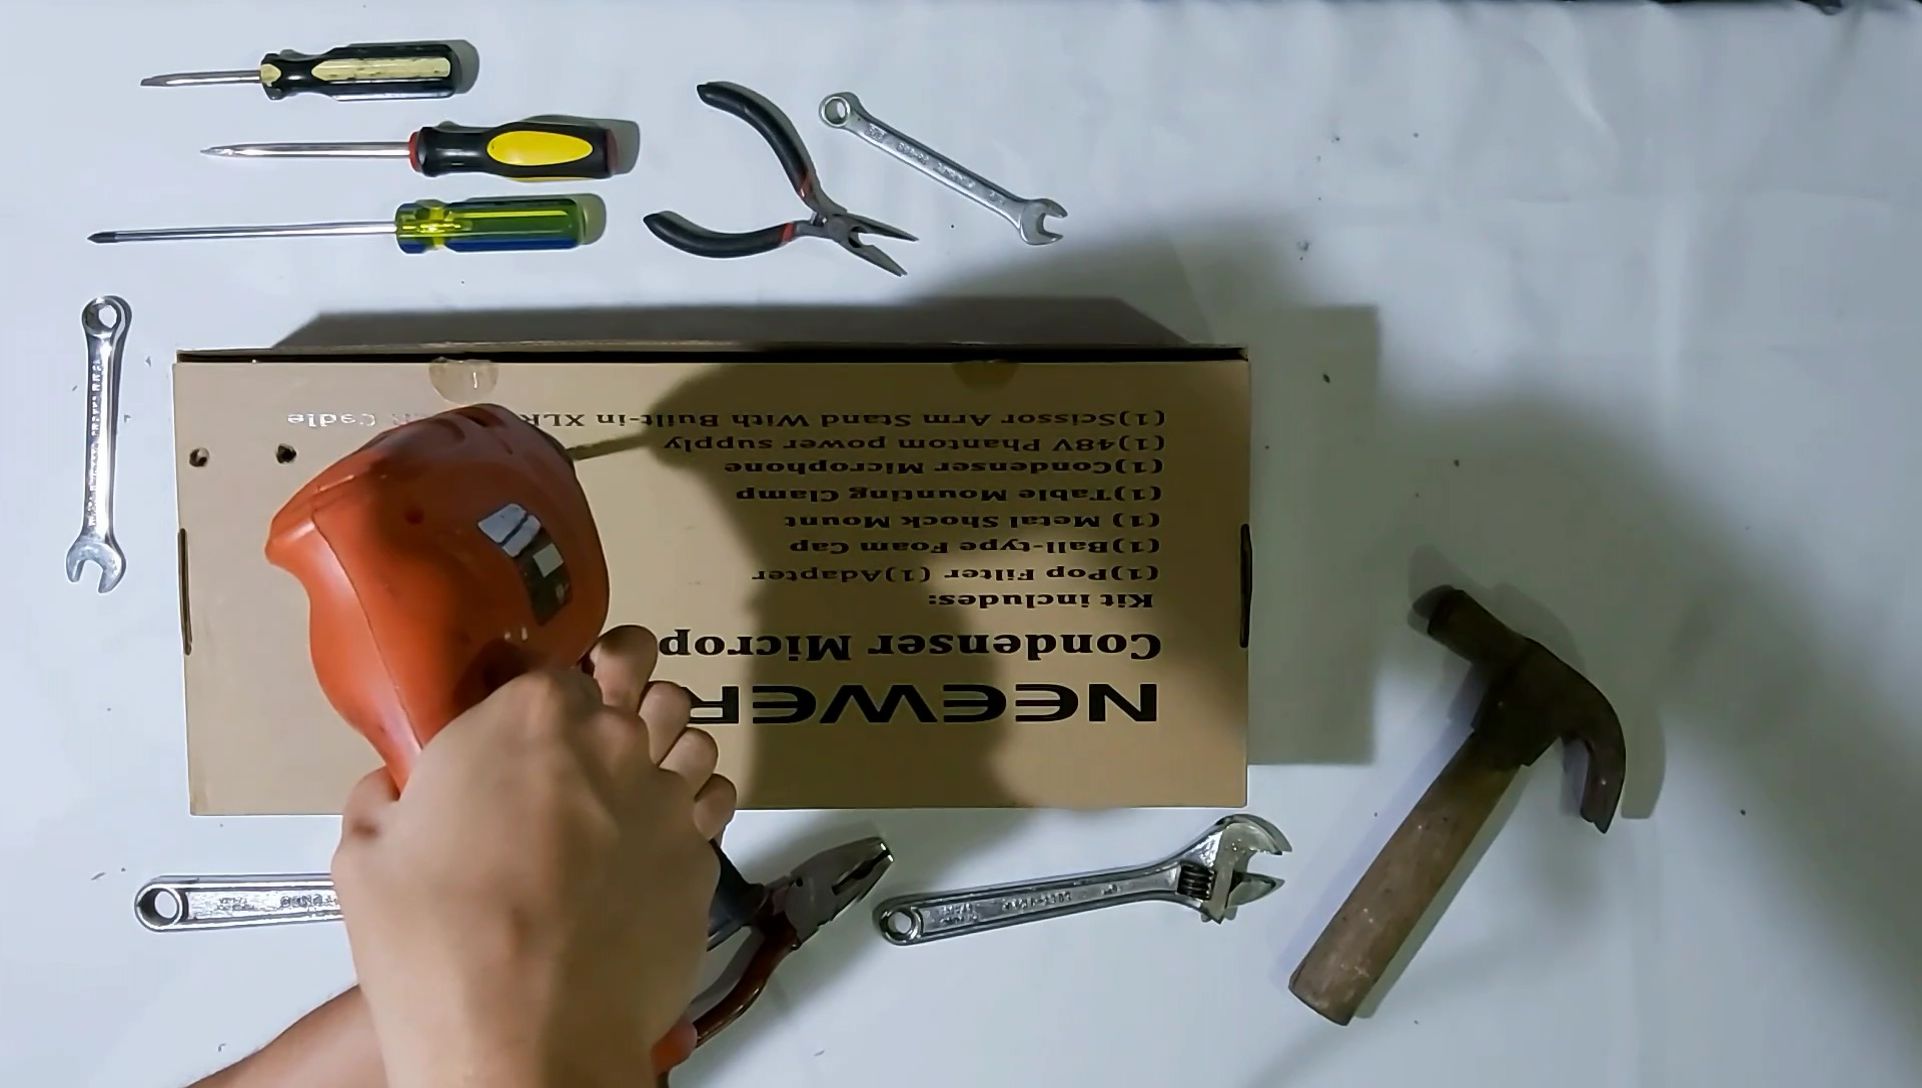 NEEWER
Condenser Microp
Kit includes:
(1)Pop Filter (1)Adapter
(1)Ball-type Foam Cap
(1) Metal Shock Mount
(1)Table Mounting Clamp
(1)Condenser Microphone
(1)48V Phantom power supply
(1)Scissor Arm Stand With Built-in XLR Cable